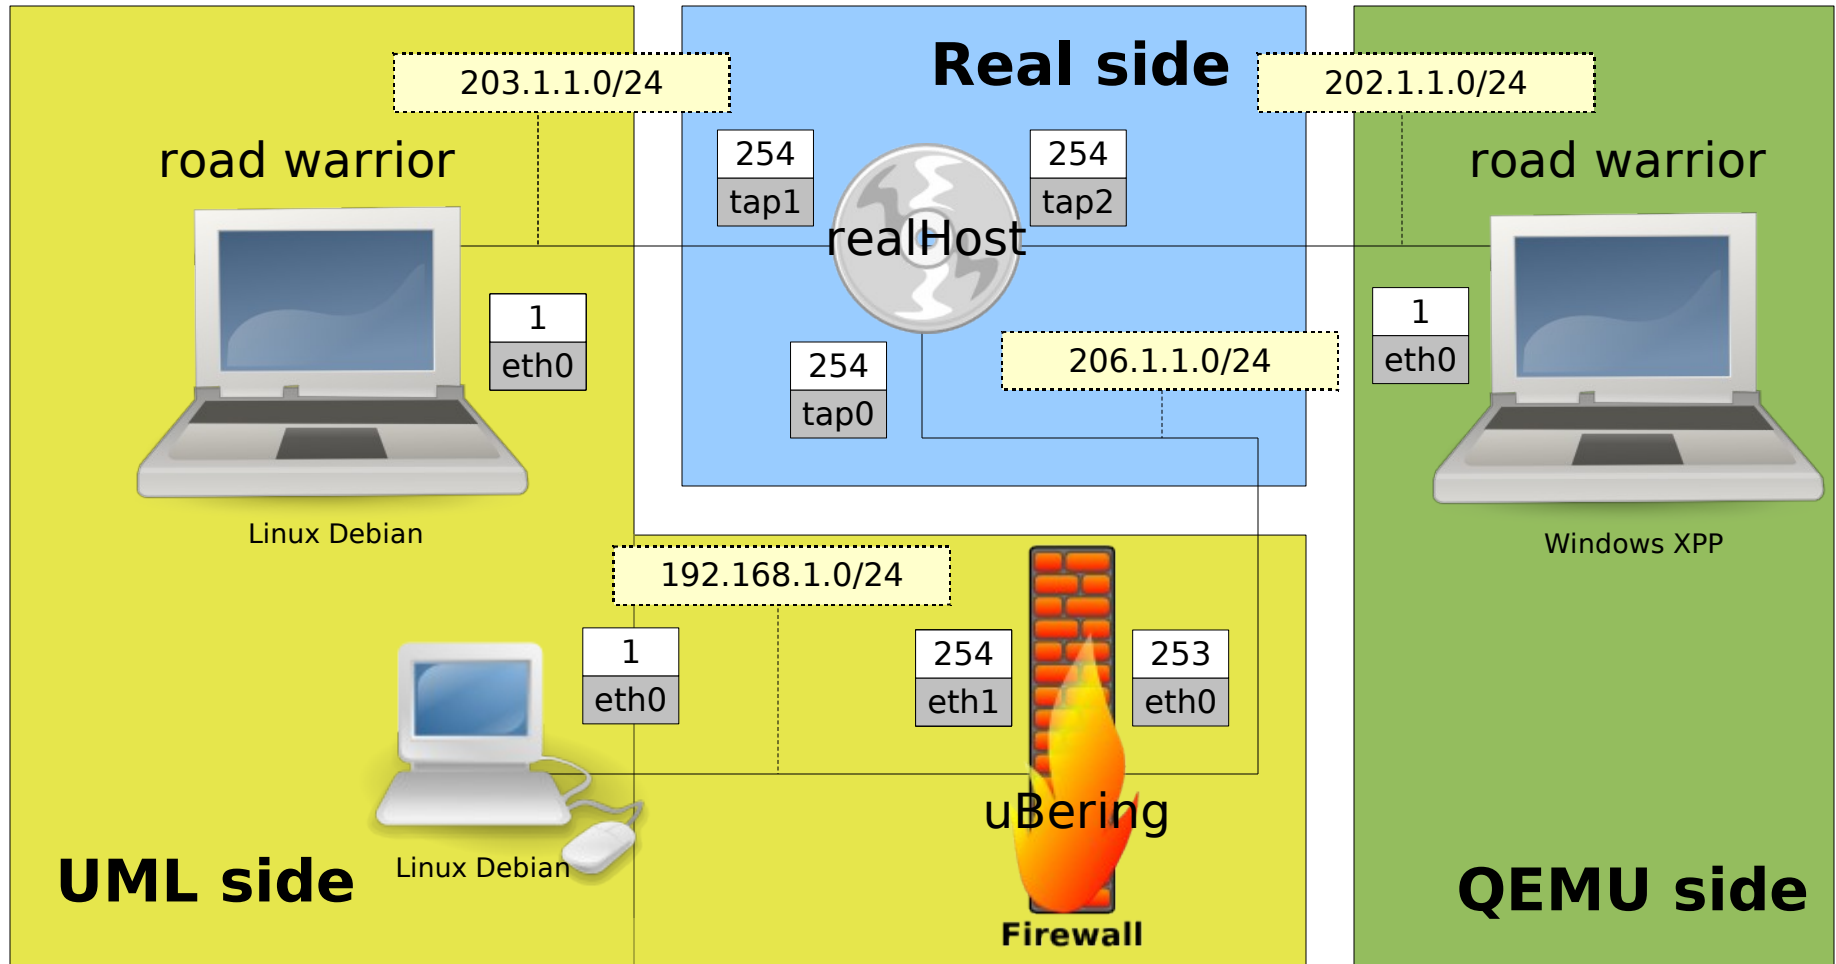 Real side
203.1.1.0/24
202.1.1.0/24
road warrior
254
tap1
realHost
254
tap2
road warrior
1
eth0
254
tap0
206.1.1.0/24
1
eth0
Linux Debian
Windows XPP
192.168.1.0/24
1
eth0
254
eth1
253
eth0
uBering
Linux Debian
UML side
Firewall
QEMU side